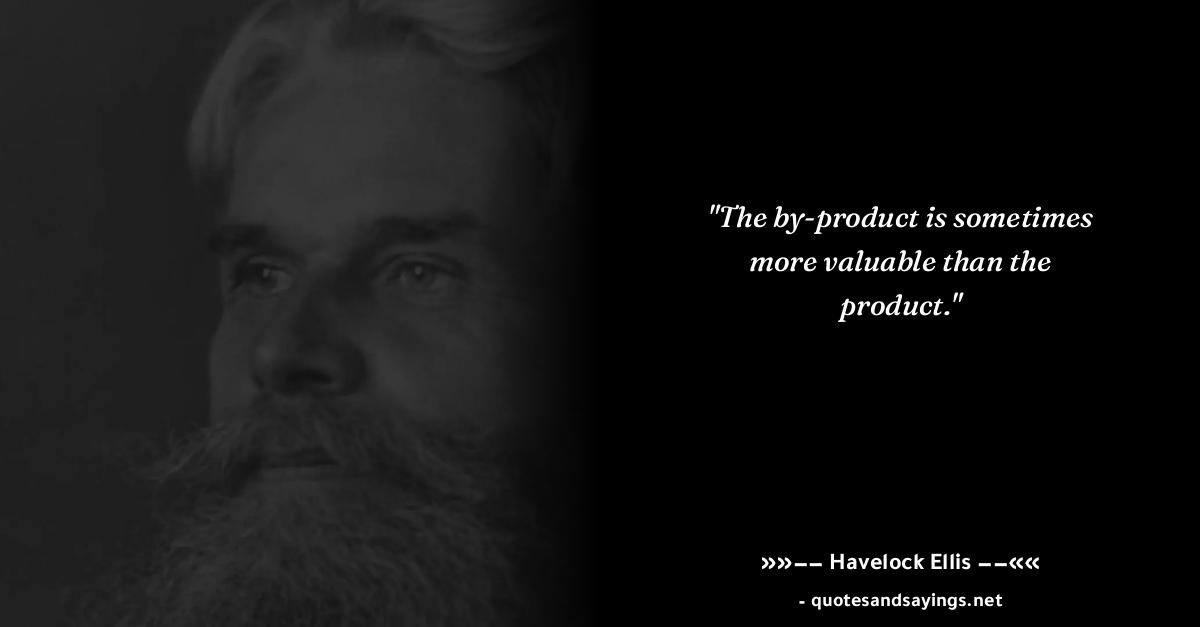 "The by-product is sometimes
more valuable than the
product."
»»−− Havelock Ellis −−««
- quotesandsayings.net